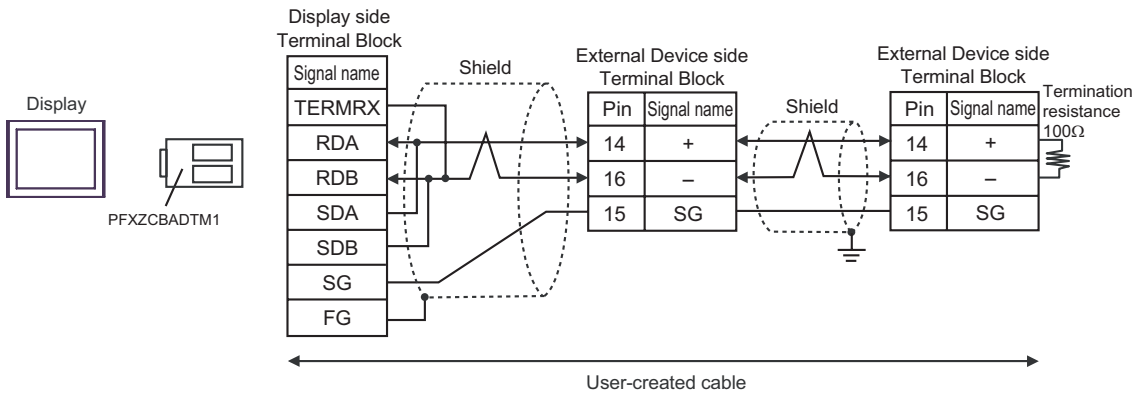 Display
PFXZCBADTM1
Display side
Terminal Block
Signal name
TERMRX
RDA
RDB
SDA
SDB
SG
FG
Shield
External Device side
Terminal Block
Pin Signal name
14 +
16 –
15 SG
Shield
External Device side
Terminal Block
Pin Signal name
14 +
16 –
15 SG
Termination
resistance
100Ω
User-created cable